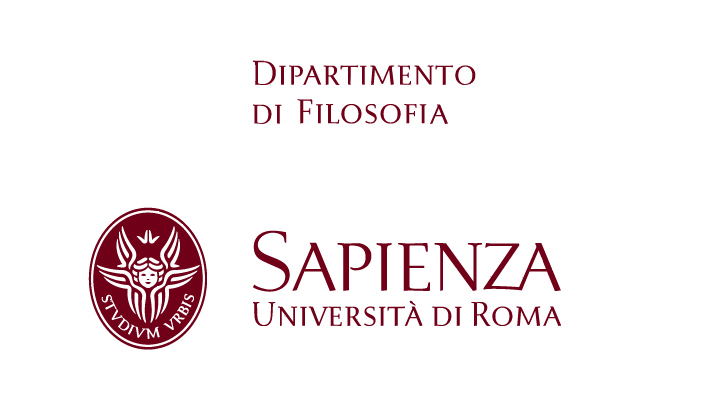 Dipartimento
di Filosofia
STVDIVM VRBIS
Sapienza
Università di Roma